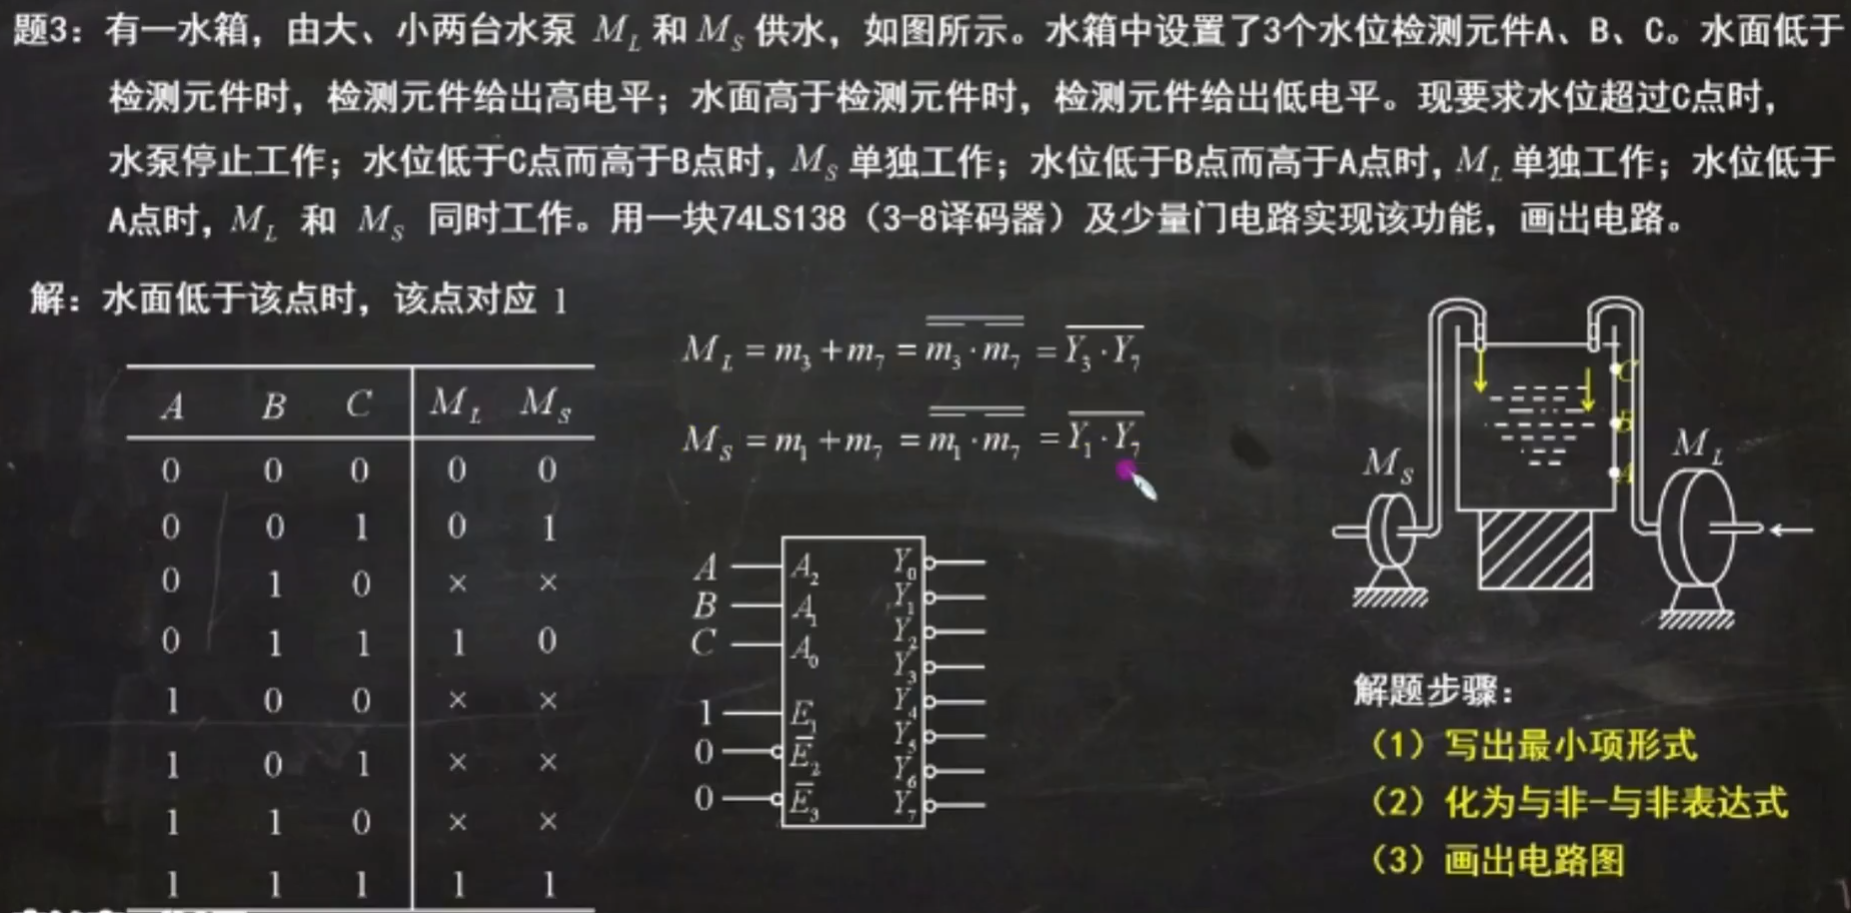 题3：有一水箱，由大、小两台水泵 M_L 和 M_S 供水，如图所示。水箱中设置了3个水位检测元件A、B、C。水面低于
检测元件时，检测元件给出高电平；水面高于检测元件时，检测元件给出低电平。现要求水位超过C点时，
水泵停止工作；水位低于C点而高于B点时，M_S 单独工作；水位低于B点而高于A点时，M_L 单独工作；水位低于
A点时，M_L 和 M_S 同时工作。用一块74LS138（3-8译码器）及少量门电路实现该功能，画出电路。
解：水面低于该点时，该点对应 1
A B C M_L M_S
0 0 0 0 0
0 0 1 0 1
0 1 0 × ×
0 1 1 1 0
1 0 0 × ×
1 0 1 × ×
1 1 0 × ×
1 1 1 1 1
M_L = m_3 + m_7 = \overline{\overline{m_3} · \overline{m_7}} = \overline{Y_3 · Y_7}
M_S = m_1 + m_7 = \overline{\overline{m_1} · \overline{m_7}} = \overline{Y_1 · Y_7}
A A_2 Y_0
B A_1 Y_1
C A_0 Y_2
Y_3
1 E_1 Y_4
0 \overline{E}_2 Y_5
Y_6
0 \overline{E}_3 Y_7
C
B
A
M_S
M_L
解题步骤：
（1）写出最小项形式
（2）化为与非-与非表达式
（3）画出电路图